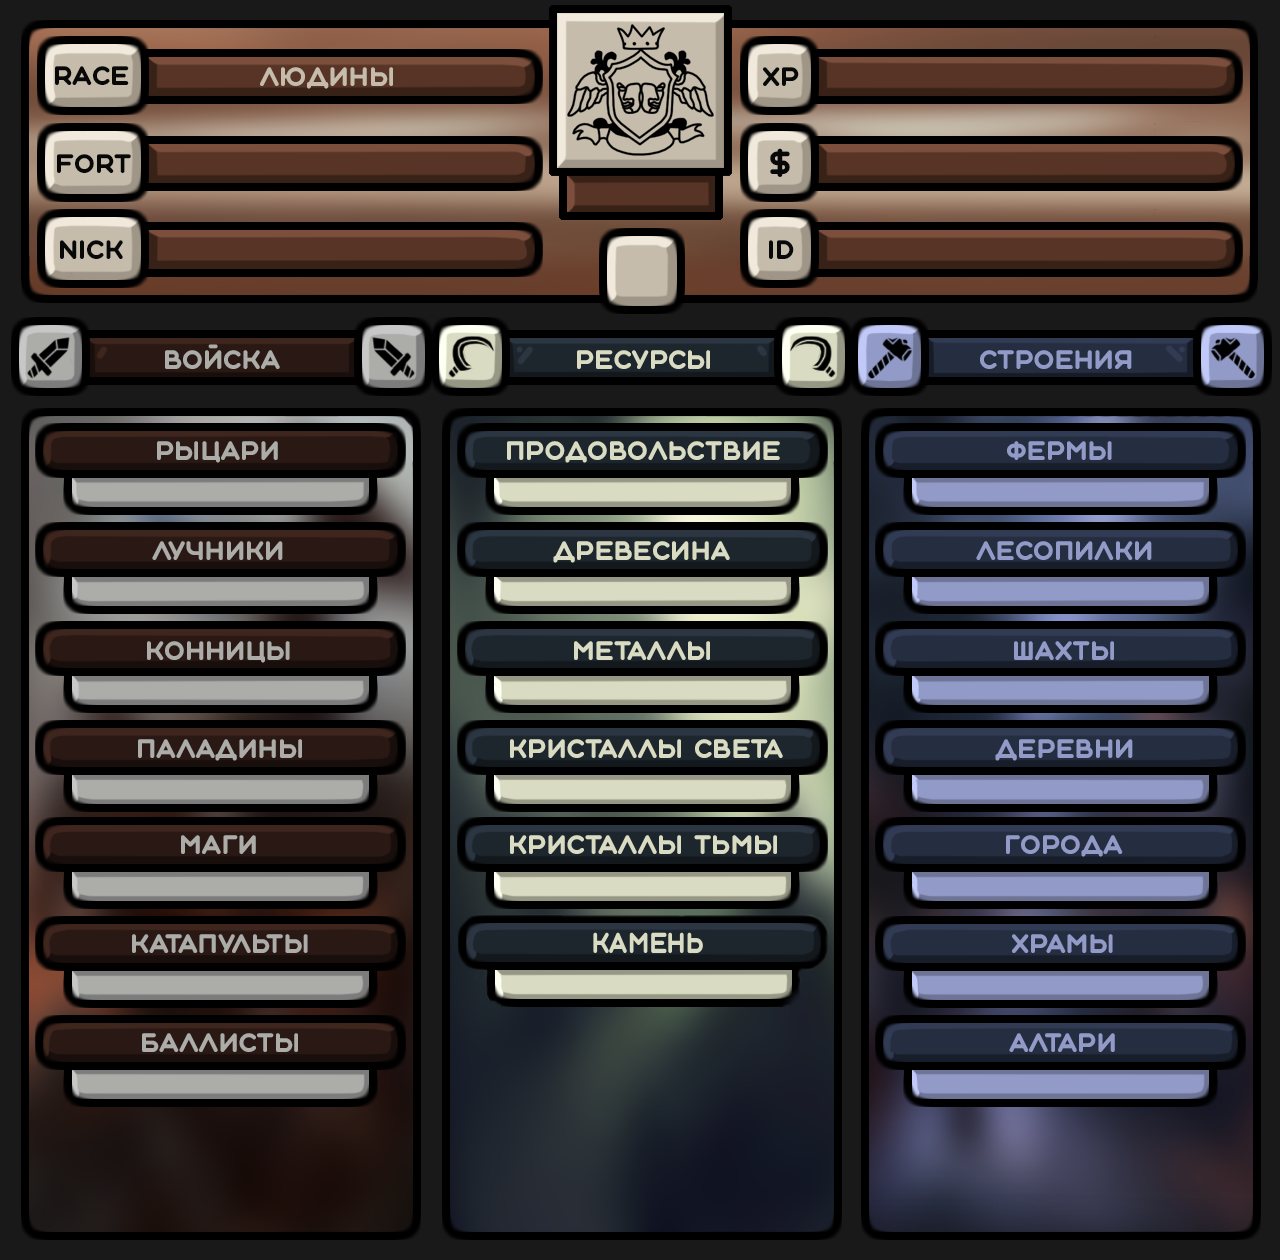 RACE ЛЮДИНЫ
FORT
NICK
XP
$
ID
ВОЙСКА
РЫЦАРИ
ЛУЧНИКИ
КОННИЦЫ
ПАЛАДИНЫ
МАГИ
КАТАПУЛЬТЫ
БАЛЛИСТЫ
РЕСУРСЫ
ПРОДОВОЛЬСТВИЕ
ДРЕВЕСИНА
МЕТАЛЛЫ
КРИСТАЛЛЫ СВЕТА
КРИСТАЛЛЫ ТЬМЫ
КАМЕНЬ
СТРОЕНИЯ
ФЕРМЫ
ЛЕСОПИЛКИ
ШАХТЫ
ДЕРЕВНИ
ГОРОДА
ХРАМЫ
АЛТАРИ